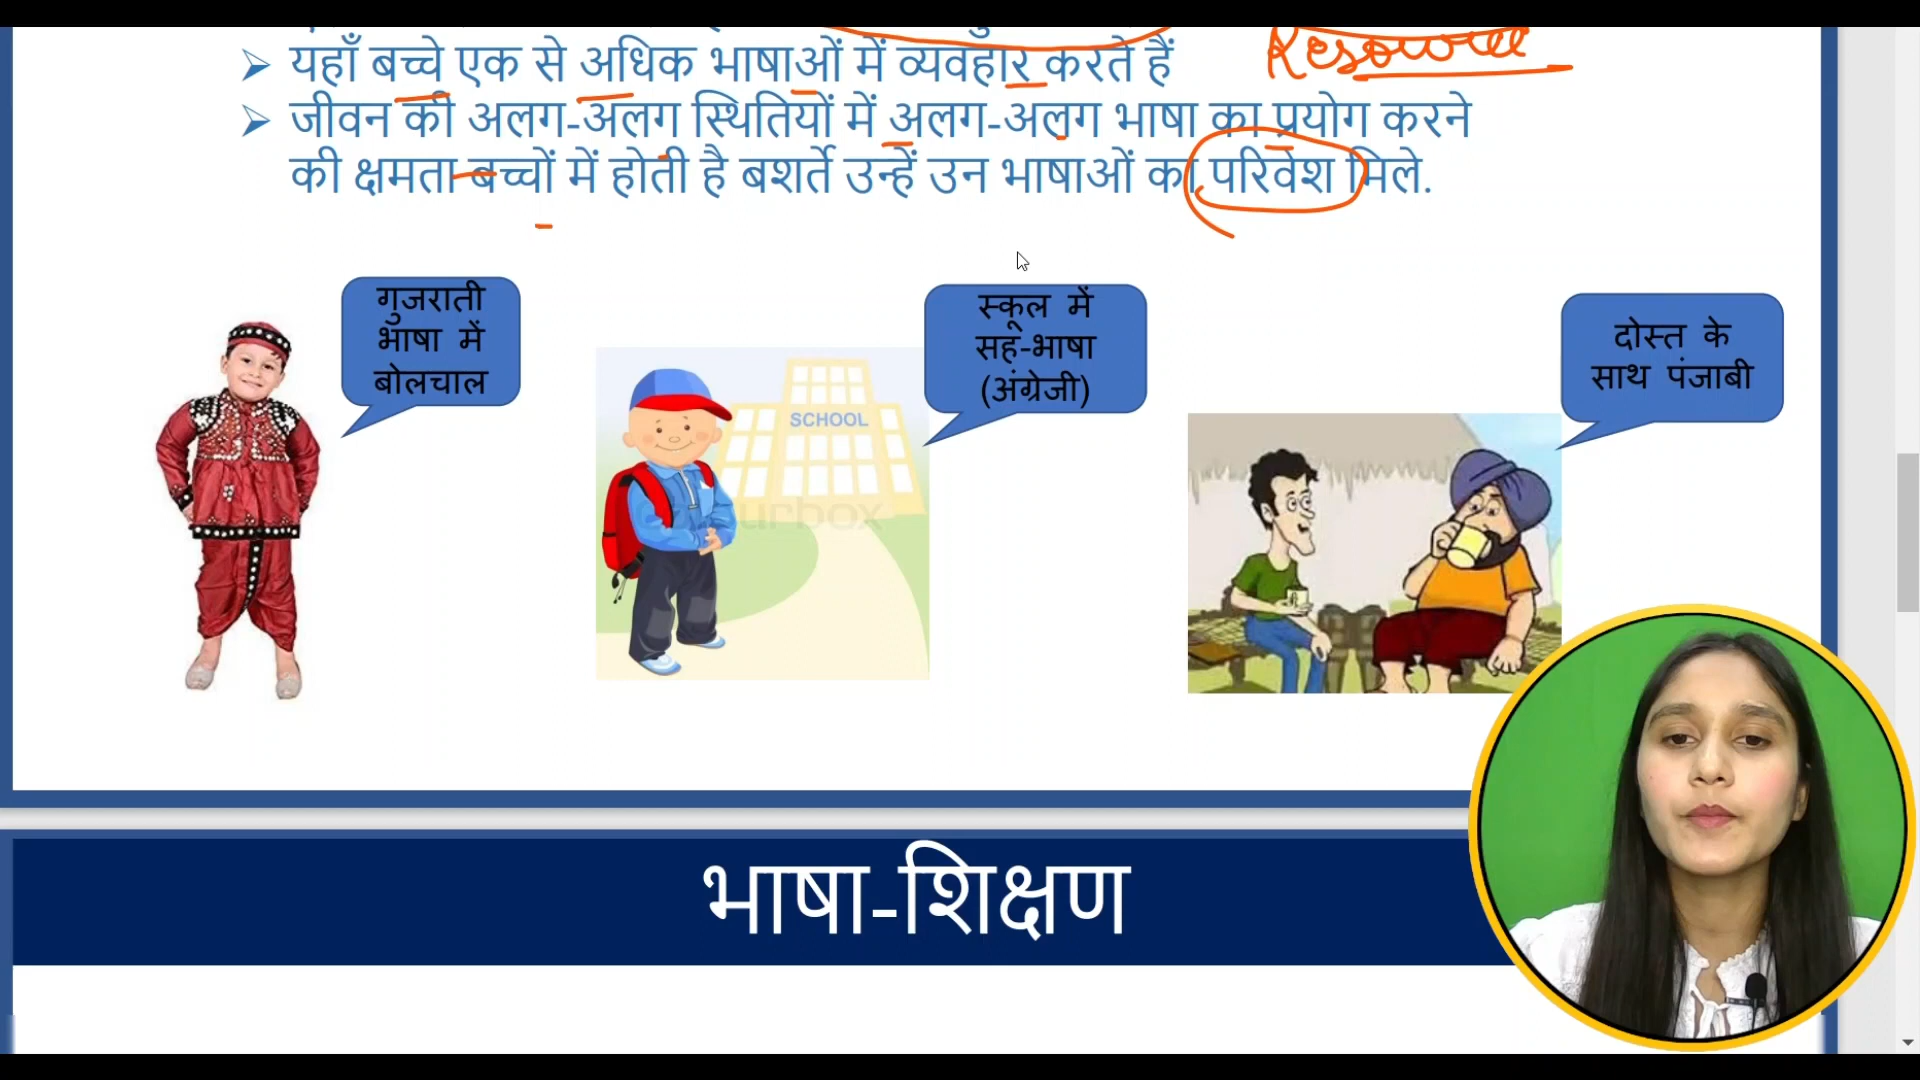 यहाँ बच्चे एक से अधिक भाषाओं में व्यवहार करते हैं
Resource
जीवन की अलग-अलग स्थितियों में अलग-अलग भाषा का प्रयोग करने
की क्षमता बच्चों में होती है बशर्ते उन्हें उन भाषाओं का परिवेश मिले.
गुजराती
भाषा में
बोलचाल
स्कूल में
सह-भाषा
(अंग्रेजी)
दोस्त के
साथ पंजाबी
SCHOOL
भाषा-शिक्षण